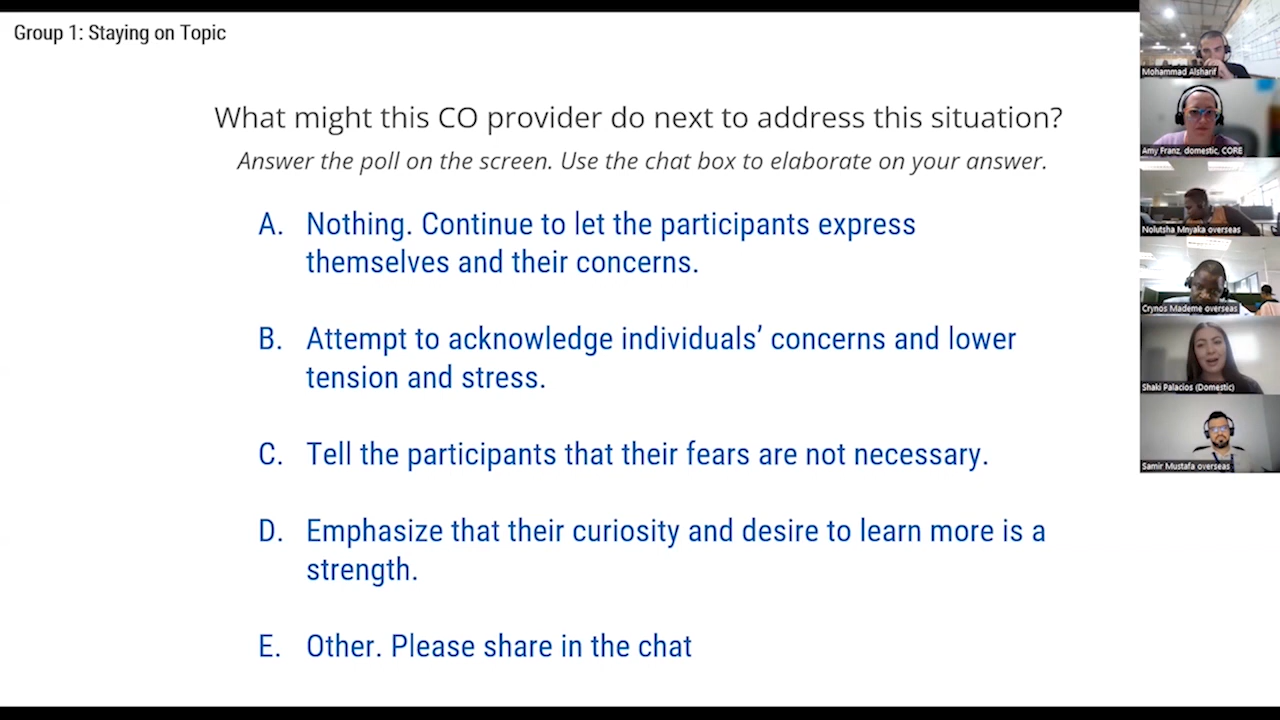 Group 1: Staying on Topic
What might this CO provider do next to address this situation?
Answer the poll on the screen. Use the chat box to elaborate on your answer.
A. Nothing. Continue to let the participants express
themselves and their concerns.
B. Attempt to acknowledge individuals’ concerns and lower
tension and stress.
C. Tell the participants that their fears are not necessary.
D. Emphasize that their curiosity and desire to learn more is a
strength.
E. Other. Please share in the chat
Mohammad Alsharif
Amy Franz, domestic, CORE
Nolutsha Mnyaka overseas
Crynos Mademe overseas
Shaki Palacios (Domestic)
Samir Mustafa overseas